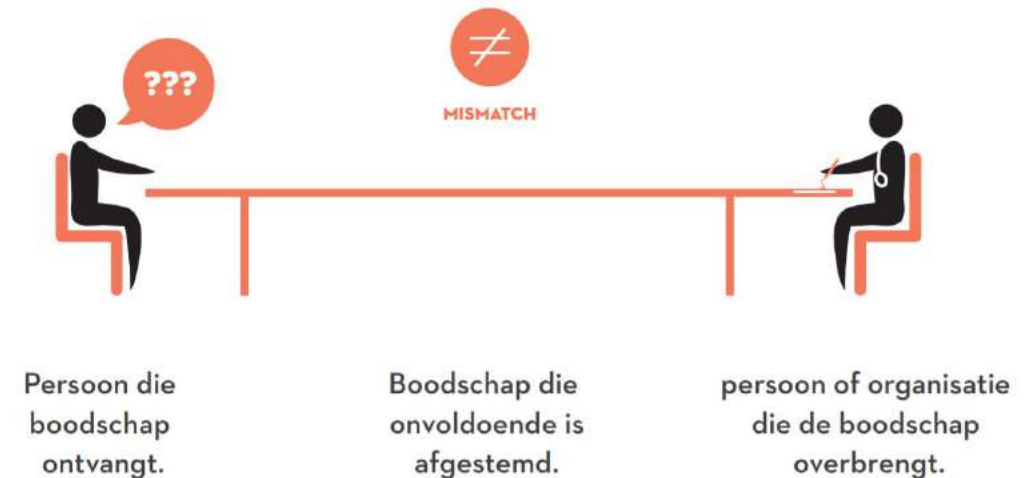 ???
≠
MISMATCH
Persoon die
boodschap
ontvangt.
Boodschap die
onvoldoende is
afgestemd.
persoon of organisatie
die de boodschap
overbrengt.